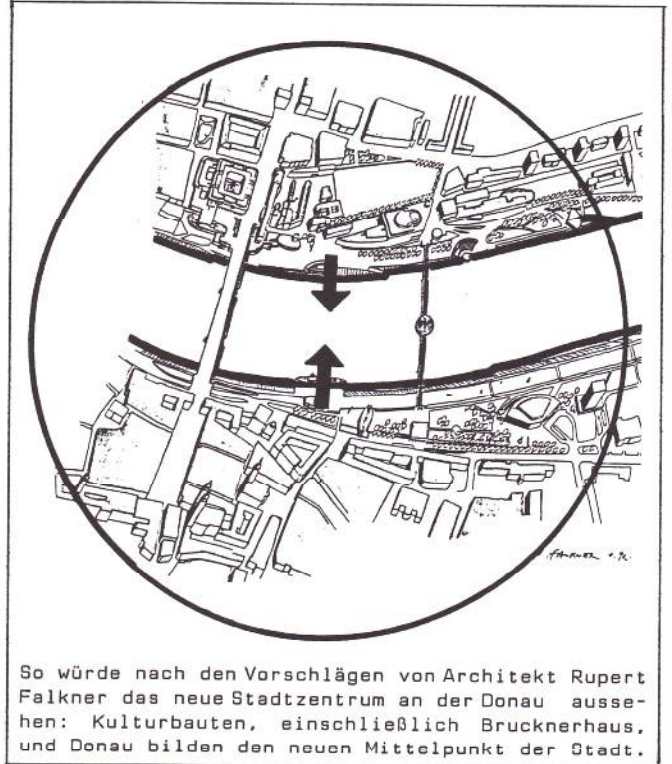 FALKNER
So würde nach den Vorschlägen von Architekt Rupert
Falkner das neue Stadtzentrum an der Donau ausse-
hen: Kulturbauten, einschließlich Brucknerhaus,
und Donau bilden den neuen Mittelpunkt der Stadt.